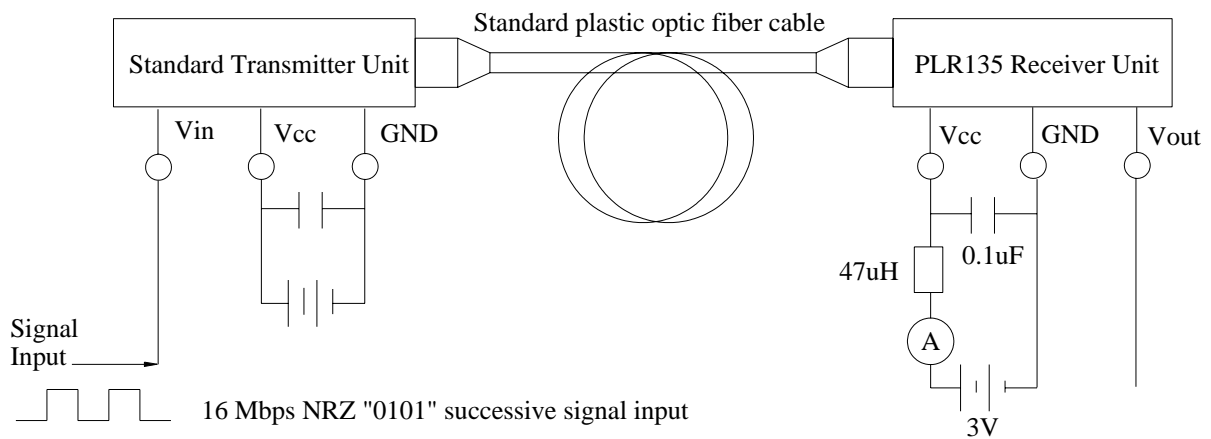 Standard plastic optic fiber cable
Standard Transmitter Unit
PLR135 Receiver Unit
Vin
Vcc
GND
Vcc
GND
Vout
47uH
0.1uF
A
Signal
Input
3V
16 Mbps NRZ "0101" successive signal input